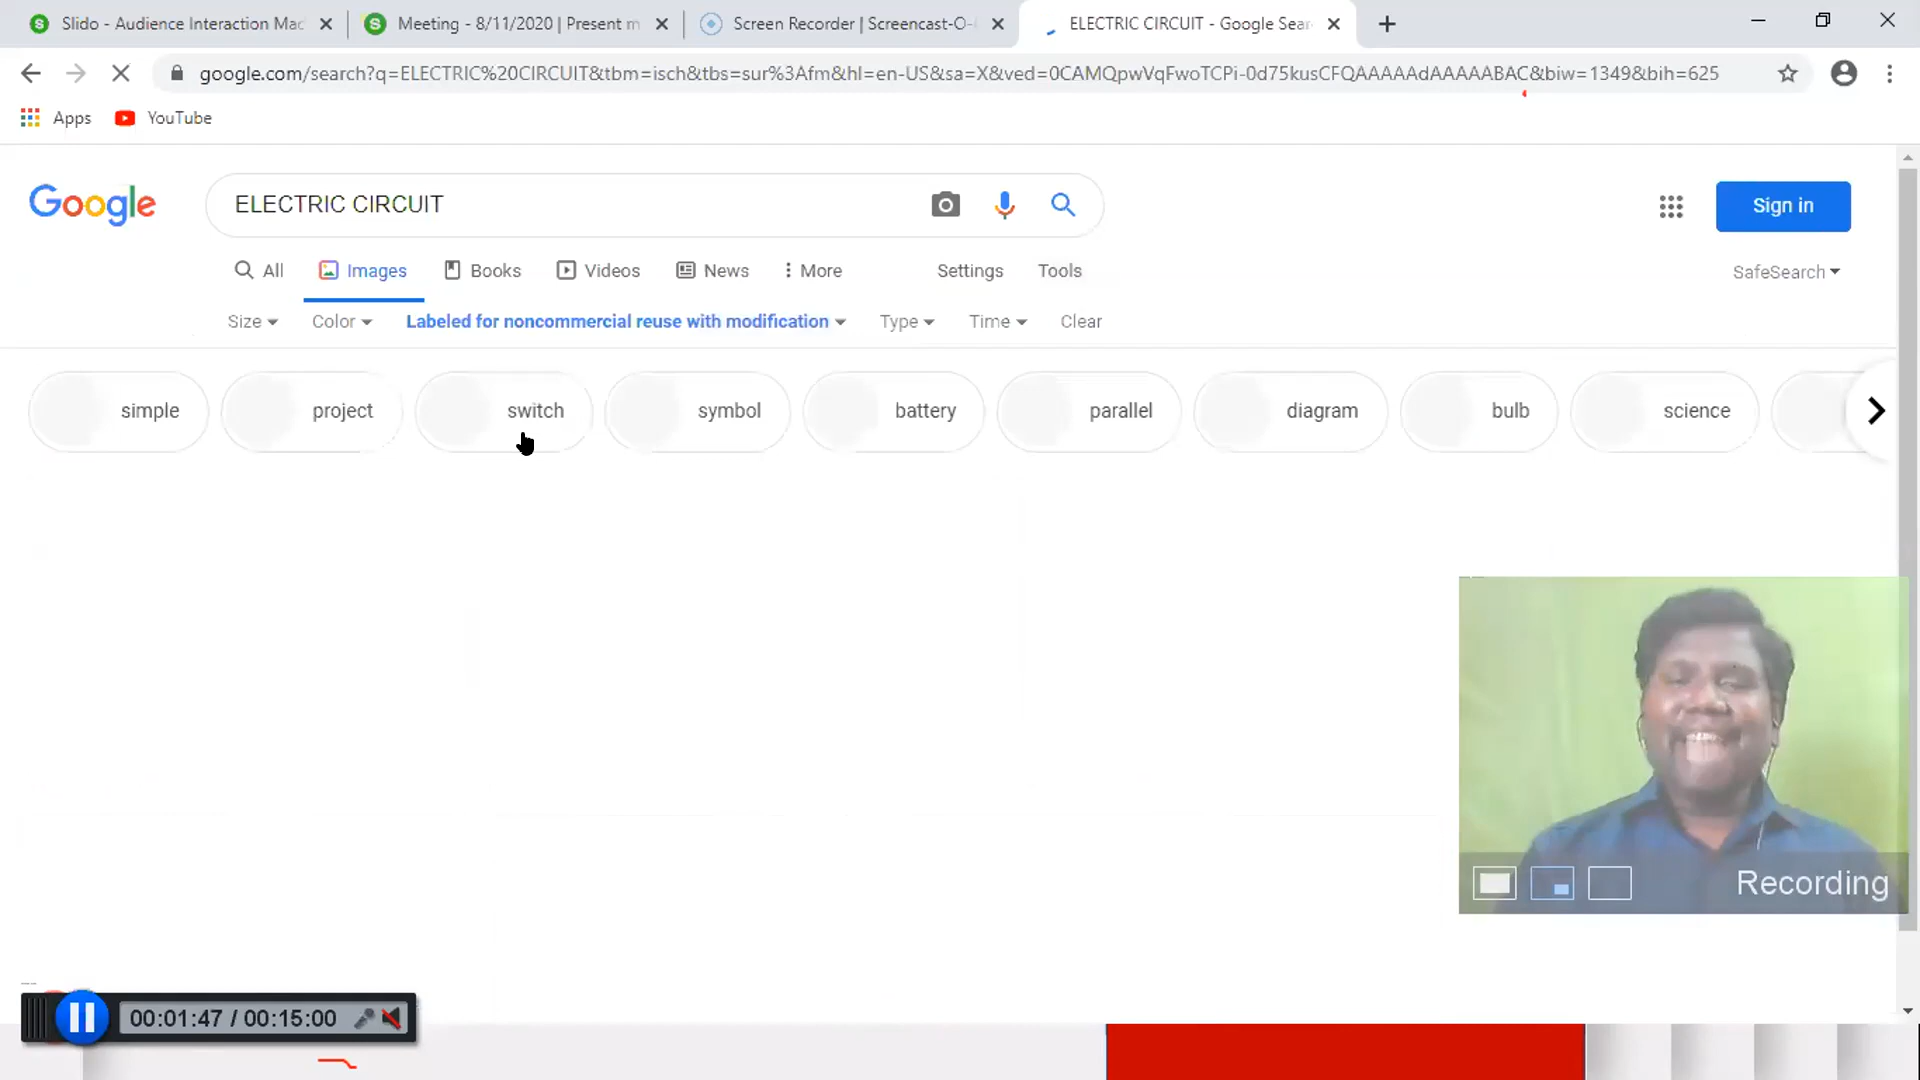 Slido - Audience Interaction Mac
Meeting - 8/11/2020 | Present m
Screen Recorder | Screencast-O-
ELECTRIC CIRCUIT - Google Sear
google.com/search?q=ELECTRIC%20CIRCUIT&tbm=isch&tbs=sur%3Afm&hl=en-US&sa=X&ved=0CAMQpwVqFwoTCPi-0d75kusCFQAAAAAdAAAAABAC&biw=1349&bih=625
Apps YouTube
Google ELECTRIC CIRCUIT Sign in
All Images Books Videos News More Settings Tools SafeSearch
Size Color Labeled for noncommercial reuse with modification Type Time Clear
simple project switch symbol battery parallel diagram bulb science
Recording
00:01:47 / 00:15:00